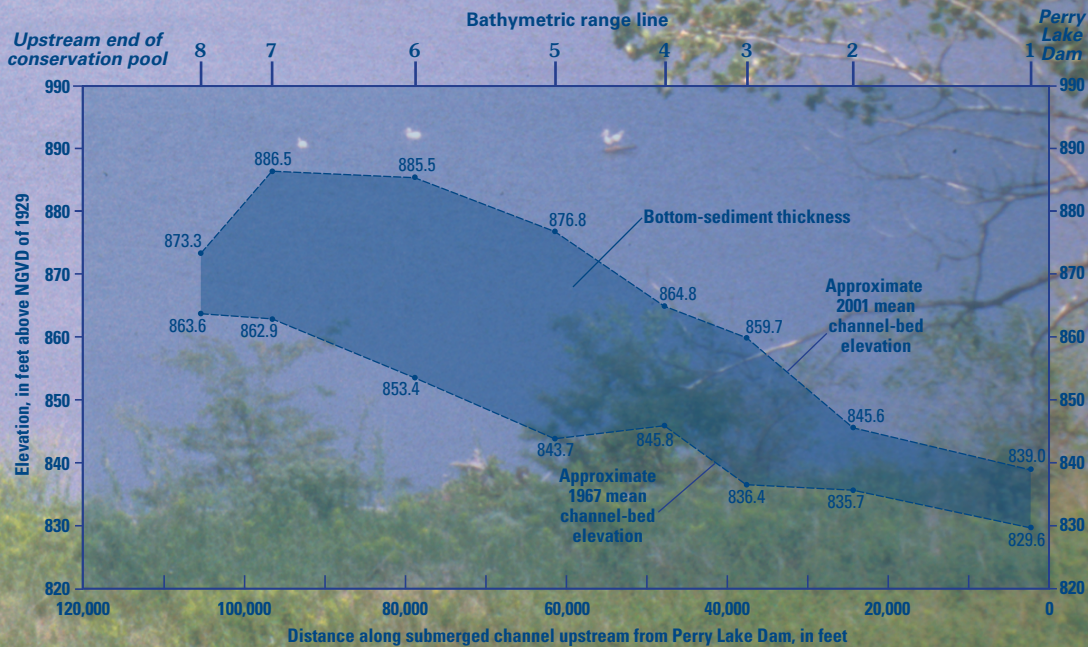 Bathymetric range line
Upstream end of
conservation pool
8 7 6 5 4 3 2 1
Perry
Lake
Dam
990
890
880
870
860
850
840
830
820
Elevation, in feet above NGVD of 1929
990
890
880
870
860
850
840
830
820
873.3
886.5
885.5
876.8
864.8
859.7
845.6
839.0
863.6
862.9
853.4
843.7
845.8
836.4
835.7
829.6
Bottom-sediment thickness
Approximate
2001 mean
channel-bed
elevation
Approximate
1967 mean
channel-bed
elevation
120,000 100,000 80,000 60,000 40,000 20,000 0
Distance along submerged channel upstream from Perry Lake Dam, in feet